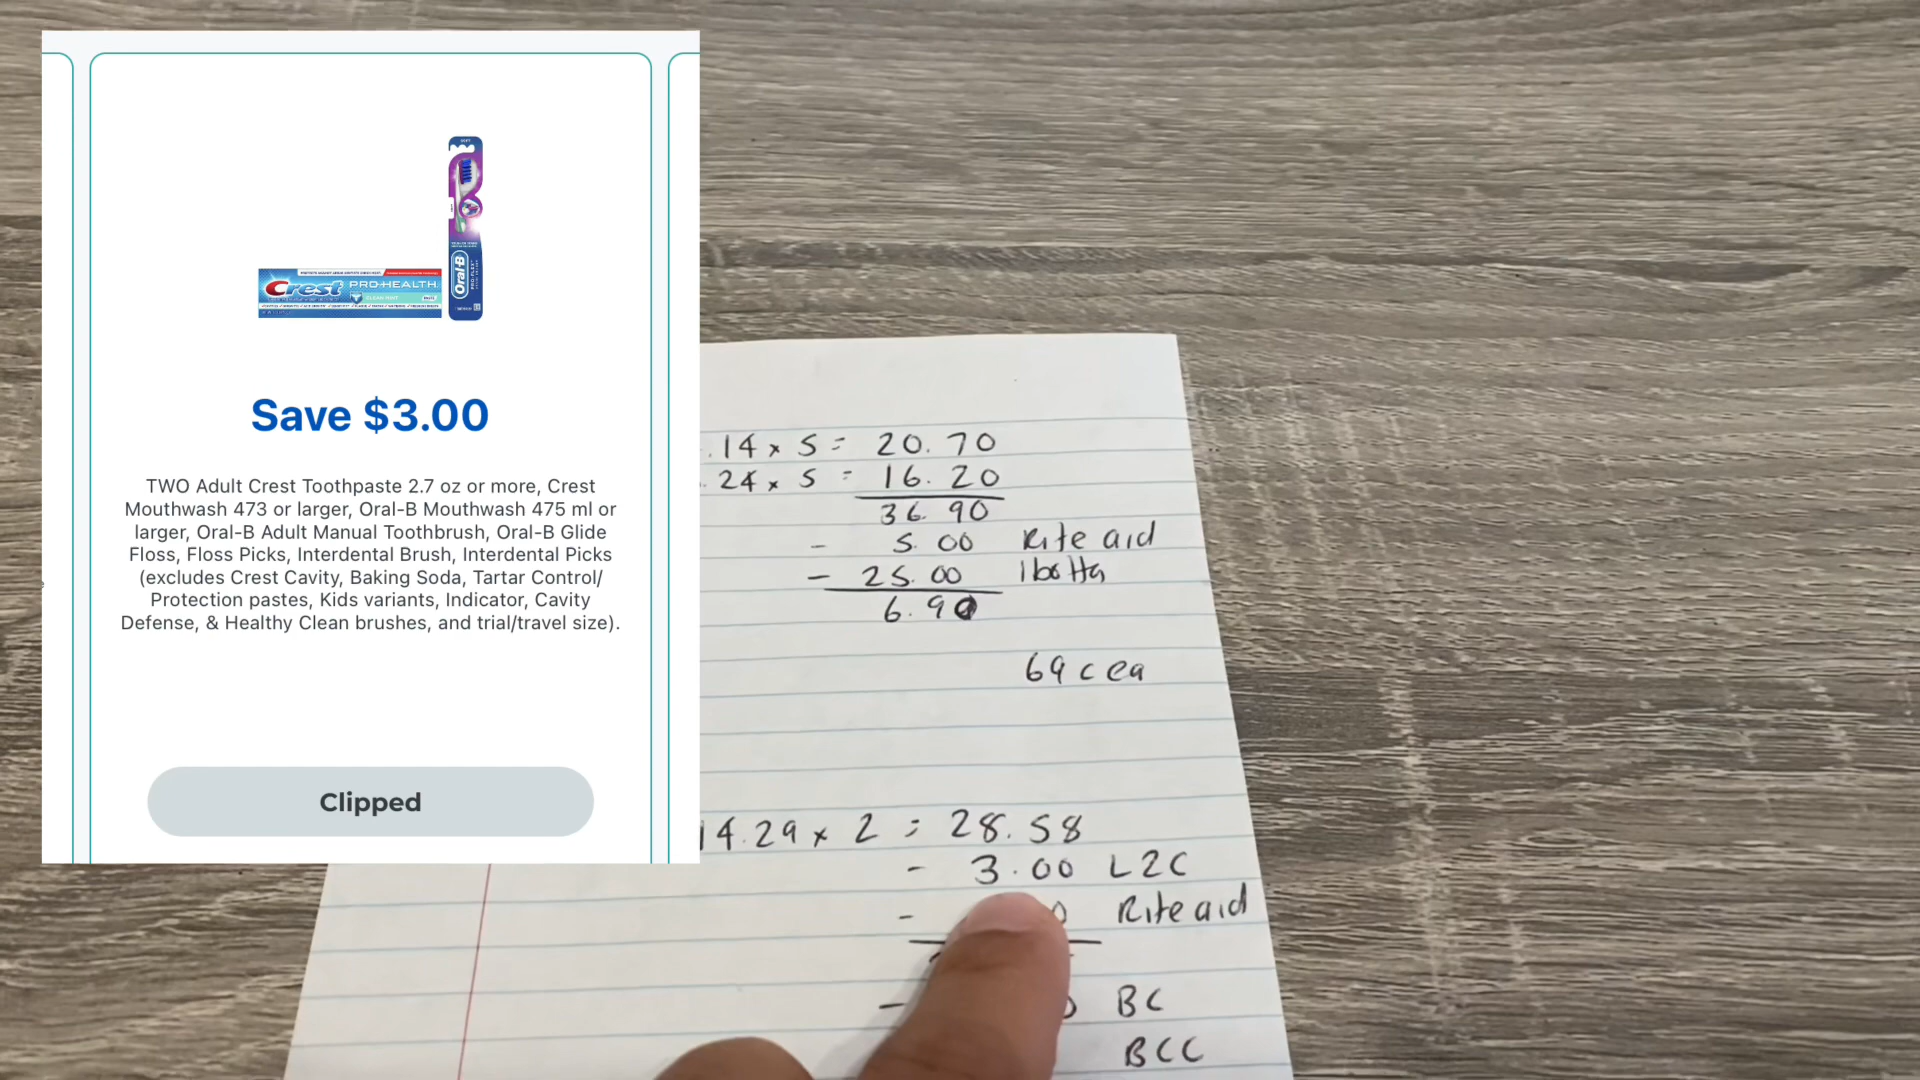 Crest PRO-HEALTH
CLEAN MINT
Oral-B
Save $3.00
TWO Adult Crest Toothpaste 2.7 oz or more, Crest
Mouthwash 473 or larger, Oral-B Mouthwash 475 ml or
larger, Oral-B Adult Manual Toothbrush, Oral-B Glide
Floss, Floss Picks, Interdental Brush, Interdental Picks
(excludes Crest Cavity, Baking Soda, Tartar Control/
Protection pastes, Kids variants, Indicator, Cavity
Defense, & Healthy Clean brushes, and trial/travel size).
Clipped
.14 x 5 = 20.70
.24 x 5 = 16.20
36.90
- 5.00 Rite aid
- 25.00 ibotta
6.90
69 c ea
14.29 x 2 = 28.58
- 3.00 L2C
- Rite aid
- BC
BCC